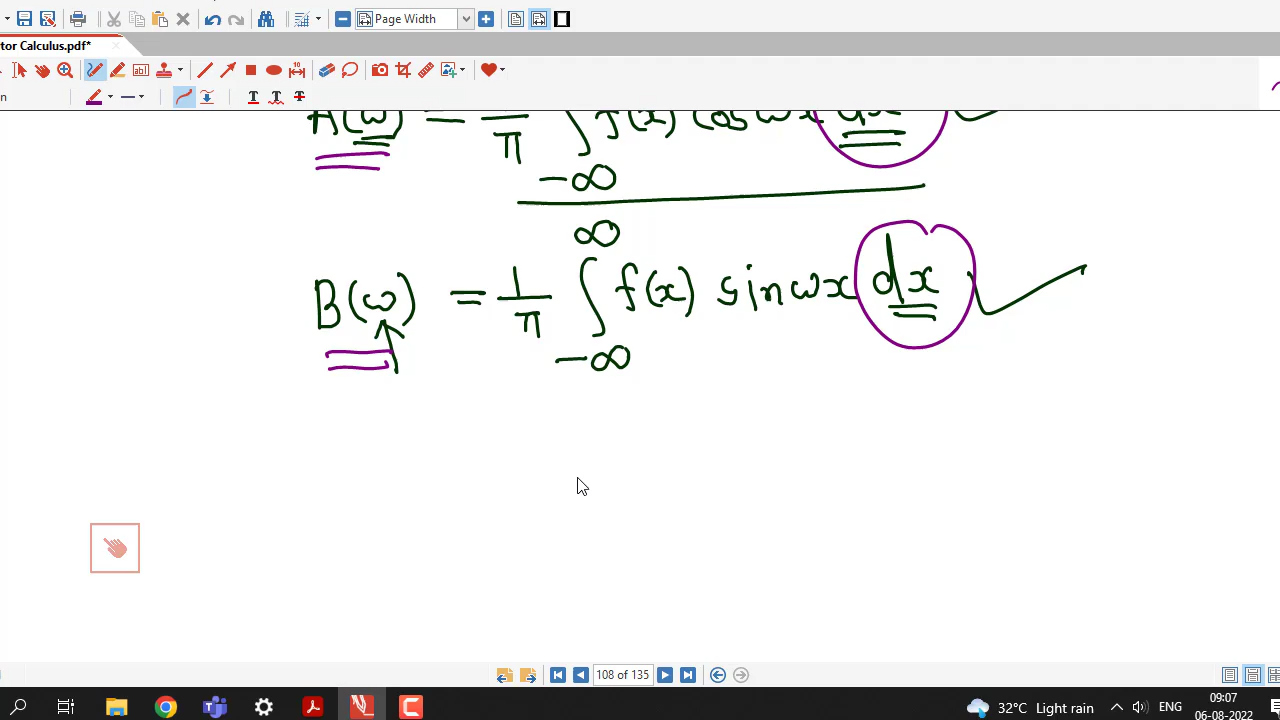 Page Width
tor Calculus.pdf*
n
A(ω) = 1/π ∫ f(x) cos ωx dx
-∞
∞
B(ω) = 1/π ∫ f(x) sin ωx dx
-∞
108 of 135
32°C Light rain
ENG
09:07
06-08-2022